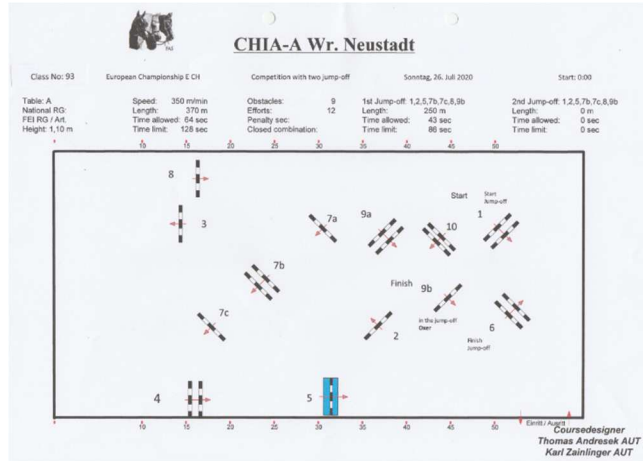 CHIA-A Wr. Neustadt
Class No: 93 European Championship E CH Competition with two jump-off Sonntag, 26. Juli 2020 Start: 0:00
Table: A Speed: 350 m/min Obstacles: 9 1st Jump-off: 1,2,5,7b,7c,8,9b 2nd Jump-off: 1,2,5,7b,7c,8,9b
National RG: Length: 370 m Efforts: 12 Length: 250 m Length: 0 m
FEI RG / Art. Time allowed: 64 sec Penalty sec: Time allowed: 43 sec Time allowed: 0 sec
Height: 1,10 m Time limit: 128 sec Closed combination: Time limit: 86 sec Time limit: 0 sec
10 15 20 25 30 35 40 45 50
8
Start
Start Jump-off
3
7a
9a
10
1
7b
Finish
9b
7c
2
in the jump-off
Oxer
6
Finish
Jump-off
4
5
Einritt / Ausritt
10 15 20 25 30 35 40 45 50
Coursedesigner
Thomas Andresek AUT
Karl Zainlinger AUT